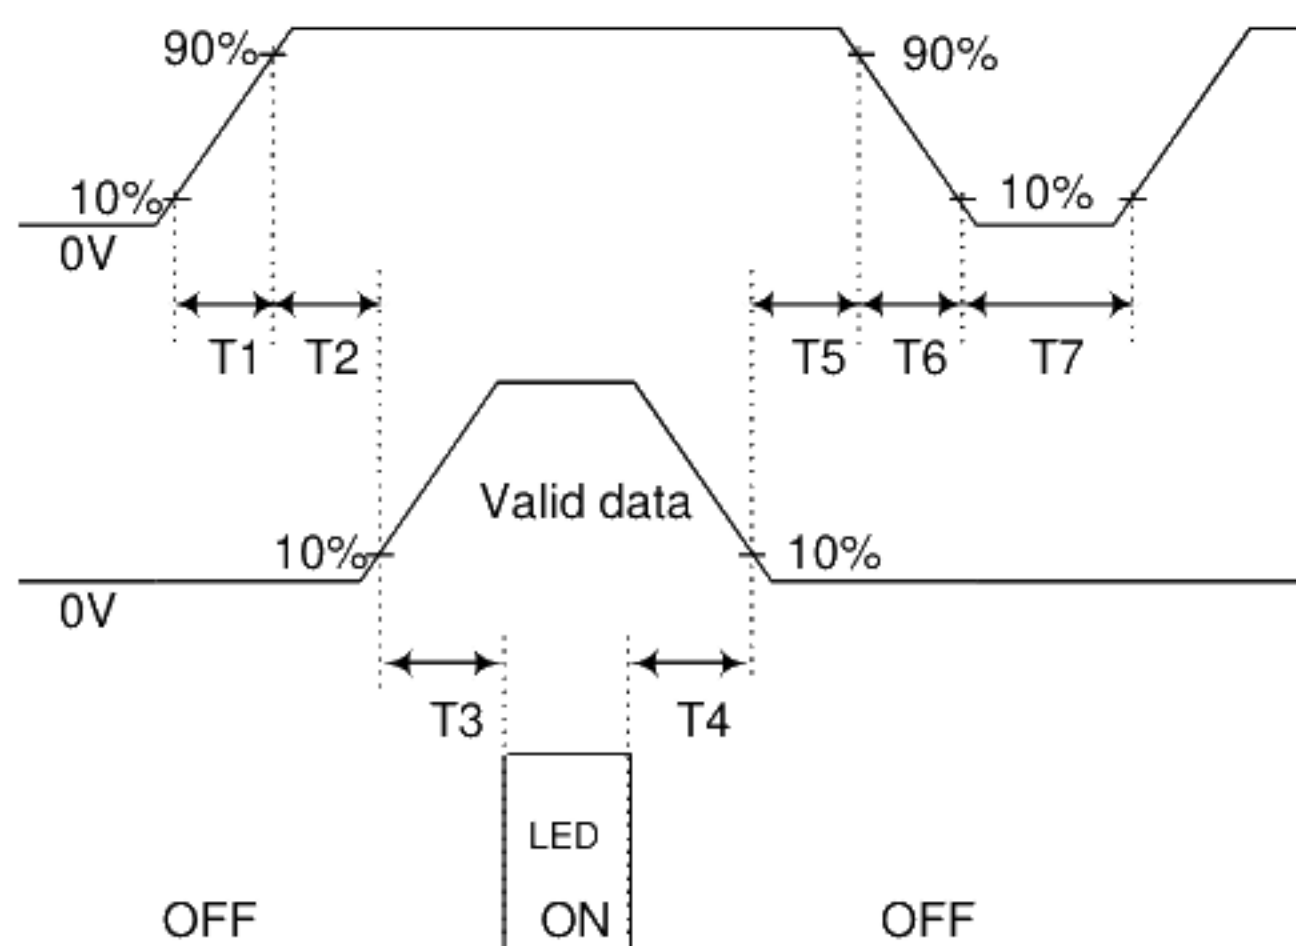 90% 90%
10% 10%
0V
T1 T2 T5 T6 T7
Valid data
10% 10%
0V
T3 T4
LED
OFF ON OFF